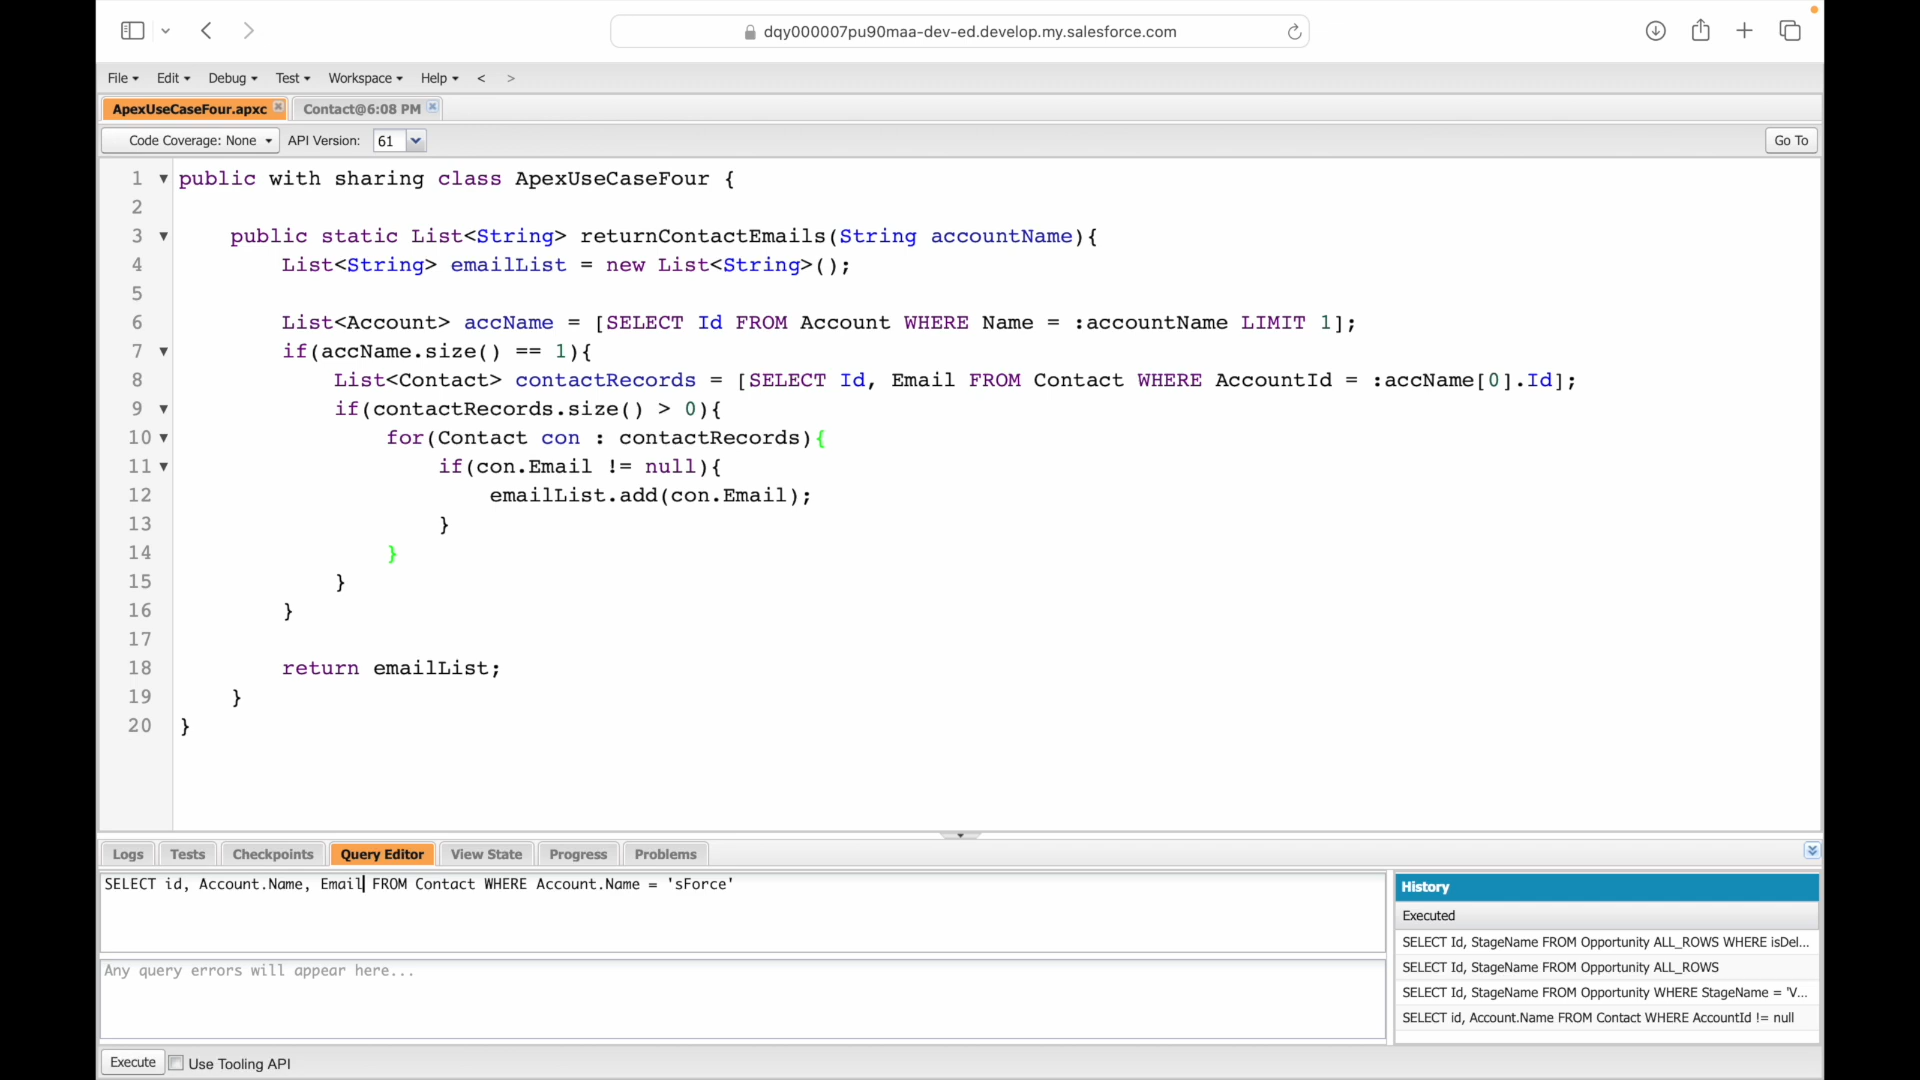 dqy000007pu90maa-dev-ed.develop.my.salesforce.com
File Edit Debug Test Workspace Help < >
ApexUseCaseFour.apxc Contact@6:08 PM
Code Coverage: None API Version: 61 Go To
1 public with sharing class ApexUseCaseFour {
2
3 public static List<String> returnContactEmails(String accountName){
4 List<String> emailList = new List<String>();
5
6 List<Account> accName = [SELECT Id FROM Account WHERE Name = :accountName LIMIT 1];
7 if(accName.size() == 1){
8 List<Contact> contactRecords = [SELECT Id, Email FROM Contact WHERE AccountId = :accName[0].Id];
9 if(contactRecords.size() > 0){
10 for(Contact con : contactRecords){
11 if(con.Email != null){
12 emailList.add(con.Email);
13 }
14 }
15 }
16 }
17
18 return emailList;
19 }
20 }
Logs Tests Checkpoints Query Editor View State Progress Problems
SELECT id, Account.Name, Email FROM Contact WHERE Account.Name = 'sForce'
Any query errors will appear here...
History
Executed
SELECT Id, StageName FROM Opportunity ALL_ROWS WHERE isDel...
SELECT Id, StageName FROM Opportunity ALL_ROWS
SELECT Id, StageName FROM Opportunity WHERE StageName = 'V...
SELECT id, Account.Name FROM Contact WHERE AccountId != null
Execute Use Tooling API